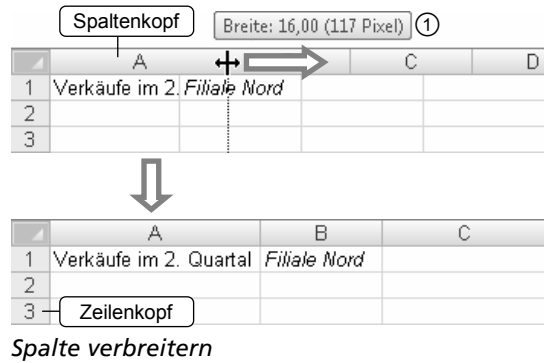 Spaltenkopf
Breite: 16,00 (117 Pixel) ①
A C D
1 Verkäufe im 2. Filiale Nord
2
3
A B C
1 Verkäufe im 2. Quartal Filiale Nord
2
3 Zeilenkopf
Spalte verbreitern